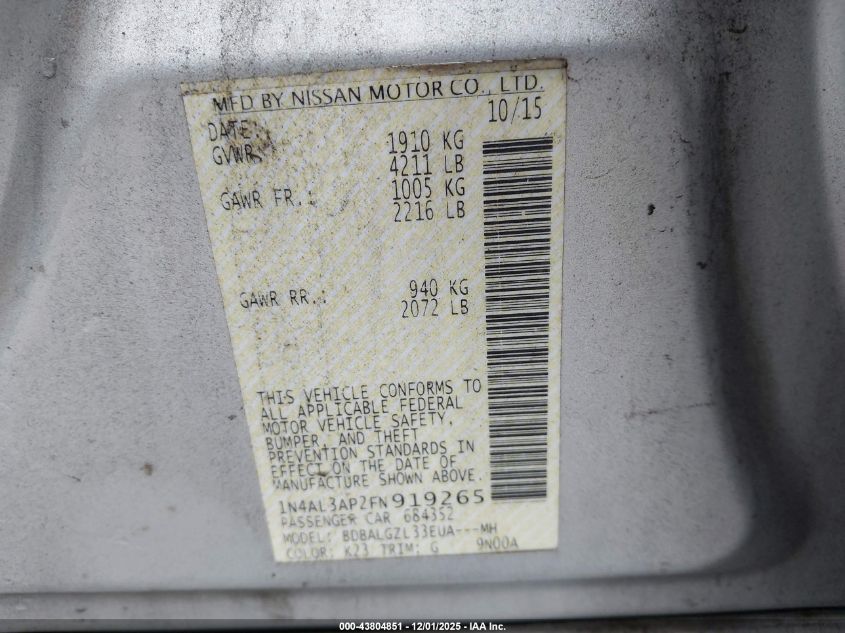 MFD BY NISSAN MOTOR CO., LTD.
DATE: 10/15
GVWR: 1910 KG
4211 LB
GAWR FR.: 1005 KG
2216 LB
GAWR RR.: 940 KG
2072 LB
THIS VEHICLE CONFORMS TO
ALL APPLICABLE FEDERAL
MOTOR VEHICLE SAFETY,
BUMPER, AND THEFT
PREVENTION STANDARDS IN
EFFECT ON THE DATE OF
MANUFACTURE SHOWN ABOVE.
1N4AL3AP2FN919265
PASSENGER CAR 684352
MODEL: BDBALGZL33EUA---MH
COLOR: K23 TRIM: G 9N00A
000-43804851 - 12/01/2025 - IAA Inc.